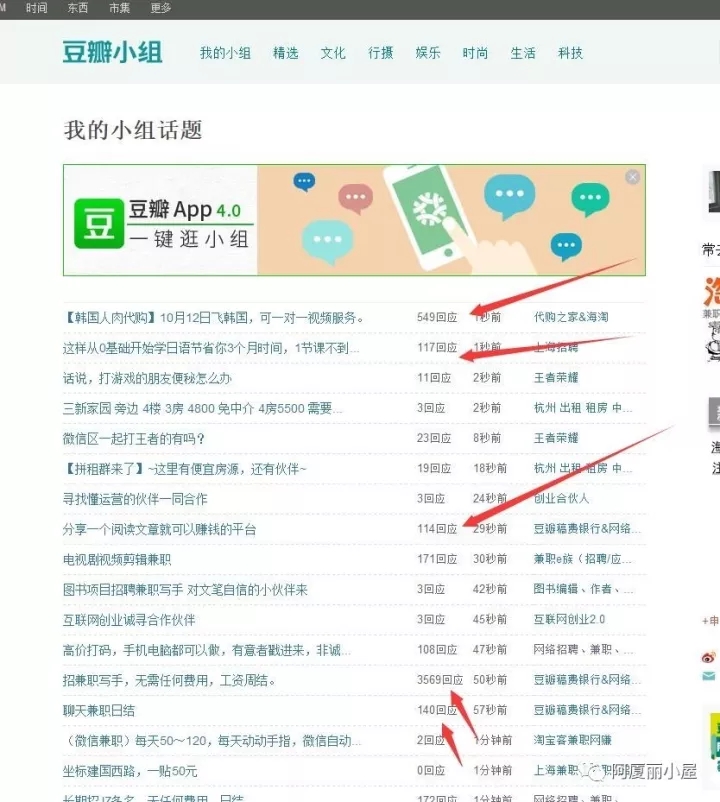 时间 东西 市集 更多
豆瓣小组 我的小组 精选 文化 行摄 娱乐 时尚 生活 科技
我的小组话题
豆 豆瓣 App 4.0
一键逛小组
【韩国人肉代购】10月12日飞韩国，可一对一视频服务。 549回应 1秒前 代购之家&海淘
这样从0基础开始学日语节省你3个月时间，1节课不到... 117回应 1秒前 上海招聘
话说，打游戏的朋友便秘怎么办 11回应 2秒前 王者荣耀
三新家园 旁边 4楼 3房 4800 免中介 4房5500 需要... 3回应 2秒前 杭州 出租 租房 中...
微信区一起打王者的有吗？ 23回应 8秒前 王者荣耀
【拼租群来了】~这里有便宜房源，还有伙伴~ 19回应 18秒前 杭州 出租 租房 中...
寻找懂运营的伙伴一同合作 3回应 24秒前 创业合伙人
分享一个阅读文章就可以赚钱的平台 114回应 29秒前 豆瓣稿费银行&网络...
电视剧视频剪辑兼职 171回应 30秒前 兼职e族（招聘/应...
图书项目招聘兼职写手 对文笔自信的小伙伴来 3回应 42秒前 图书编辑、作者、...
互联网创业诚寻合作伙伴 3回应 45秒前 互联网创业2.0
高价打码，手机电脑都可以做，有意者戳进来，非诚... 108回应 47秒前 网络招聘、兼职、...
招兼职写手，无需任何费用，工资周结。 3569回应 50秒前 豆瓣稿费银行&网络...
聊天兼职日结 140回应 57秒前 豆瓣稿费银行&网络...
（微信兼职）每天50～120，每天动动手指，微信自动... 2回应 1分钟前 淘宝客兼职网赚
坐标建国西路，一贴50元 0回应 1分钟前 上海兼职
阿厦丽小屋
172回应 1分钟前 网络招聘、兼职、...